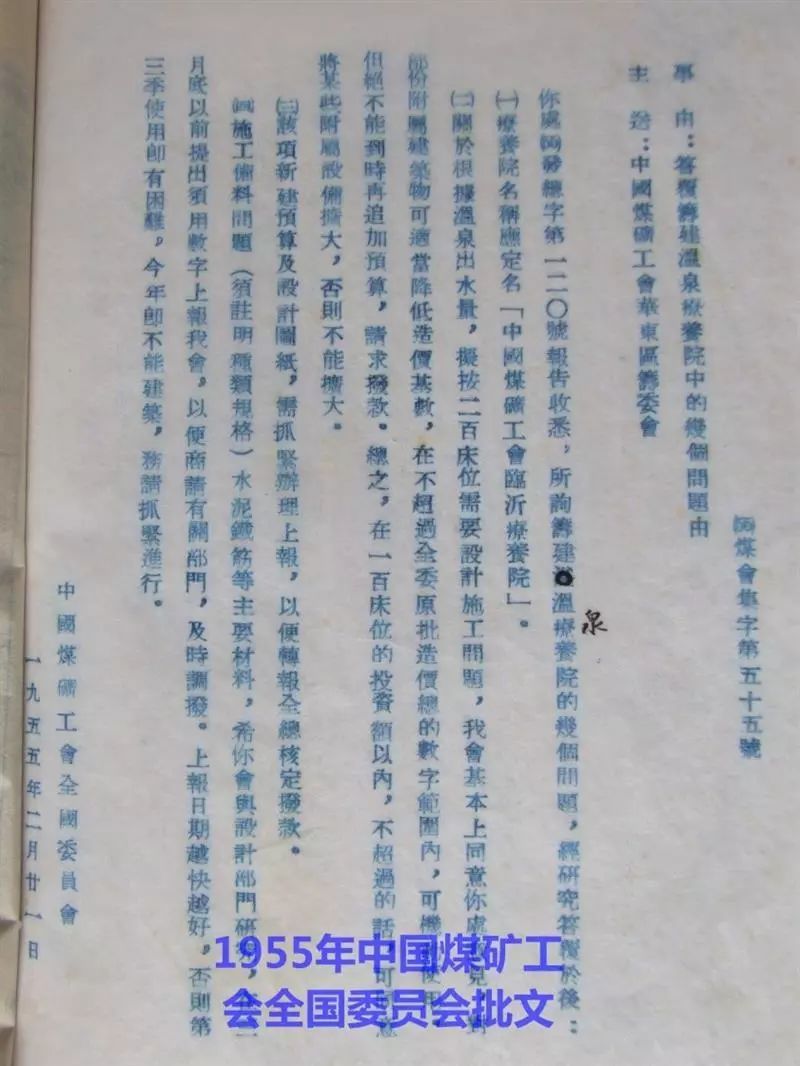 ㈤煤會集字第五十五號
事由：答覆籌建溫泉療養院中的幾個問題由
主送：中國煤礦工會華東區籌委會
你處㈣發總字第一二〇號報告收悉，所詢籌建溫泉療養院的幾個問題，經研究答覆於後：
㈠療養院名稱應定名「中國煤礦工會臨沂療養院」。
㈡關於根據溫泉出水量，擬按二百床位需要設計施工問題，我會基本上同意你處見，對
部份附屬建築物可適當降低造價基數，在不超過全委原批造價總的數字範圍內，可機使用，
但絕不能到時再追加預算，請求撥款。總之，在一百床位的投資額以內，不超過的話，可
將某些附屬設備擴大，否則不能擴大。
㈢該項新建預算及設計圖紙，需抓緊辦理上報，以便轉報全總核定撥款。
㈣施工備料問題（須註明種類規格）水泥鐵筋等主要材料，希你會與設計部門研，
月底以前提出須用數字上報我會，以便商請有關部門，及時調撥。上報日期越快越好，否則第
三季使用即有困難，今年即不能建築，務請抓緊進行。
中國煤礦工會全國委員會
一九五五年二月廿一日
1955年中国煤矿工
会全国委员会批文